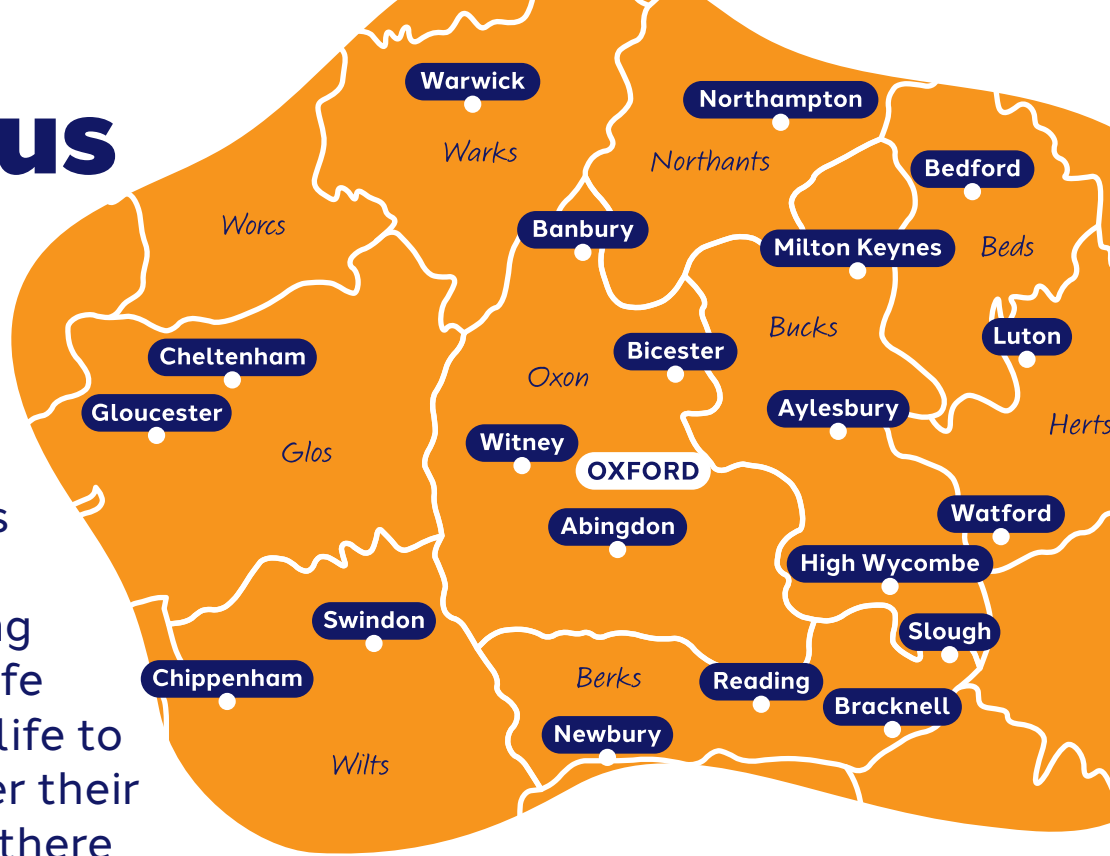 us
Warwick
Northampton
Warks
Northants
Bedford
Worcs
Banbury
Milton Keynes
Beds
Bucks
Luton
Cheltenham
Bicester
Oxon
Gloucester
Aylesbury
Herts
Witney
Glos
OXFORD
s
Watford
Abingdon
High Wycombe
Swindon
ng
Slough
fe
Chippenham
Berks
Reading
Bracknell
life to
Newbury
Wilts
er their
there